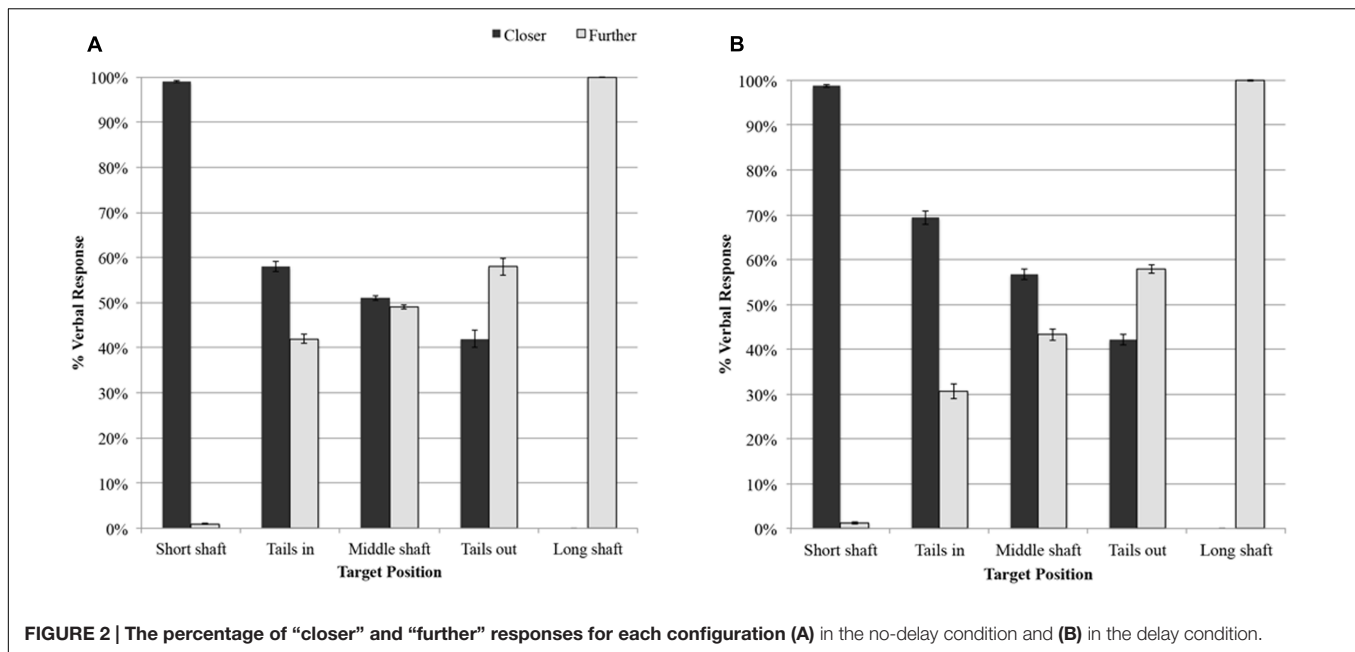 A
Closer Further
100%
90%
80%
70%
60%
50%
40%
30%
20%
10%
0%
% Verbal Response
Short shaft Tails in Middle shaft Tails out Long shaft
Target Position
B
100%
90%
80%
70%
60%
50%
40%
30%
20%
10%
0%
% Verbal Response
Short shaft Tails in Middle shaft Tails out Long shaft
Target Position
FIGURE 2 | The percentage of “closer” and “further” responses for each configuration (A) in the no-delay condition and (B) in the delay condition.